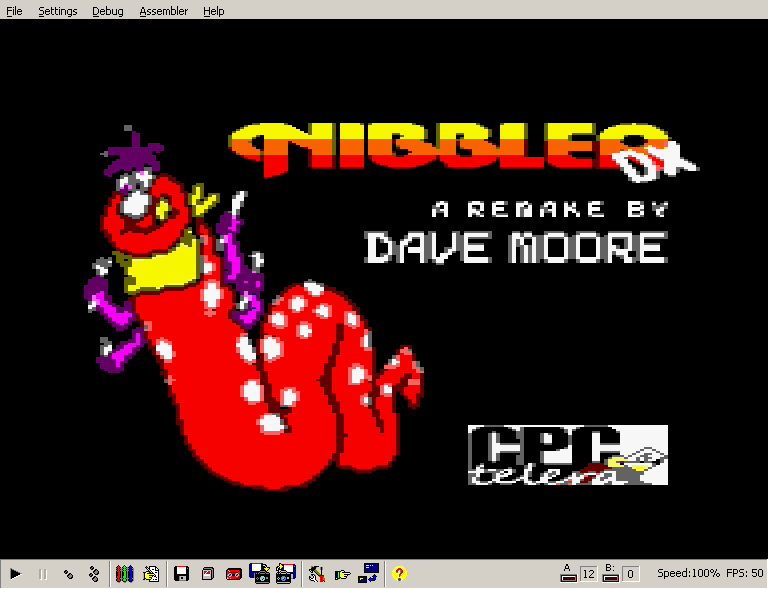 File Settings Debug Assembler Help
NIBBLER
DX
A REMAKE BY
DAVE MOORE
CPC
telera
A 12 B: 0 Speed:100% FPS: 50